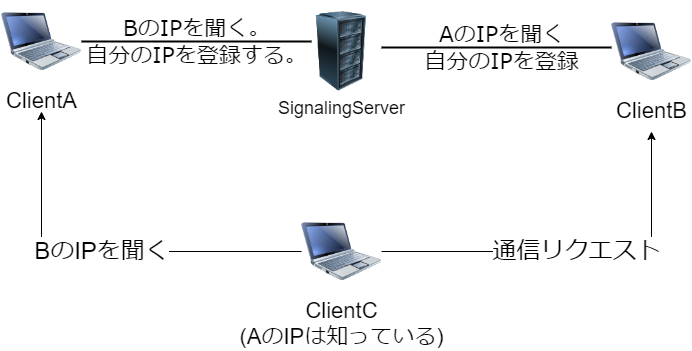 BのIPを聞く。
自分のIPを登録する。
AのIPを聞く
自分のIPを登録
ClientA
SignalingServer
ClientB
BのIPを聞く
通信リクエスト
ClientC
(AのIPは知っている)